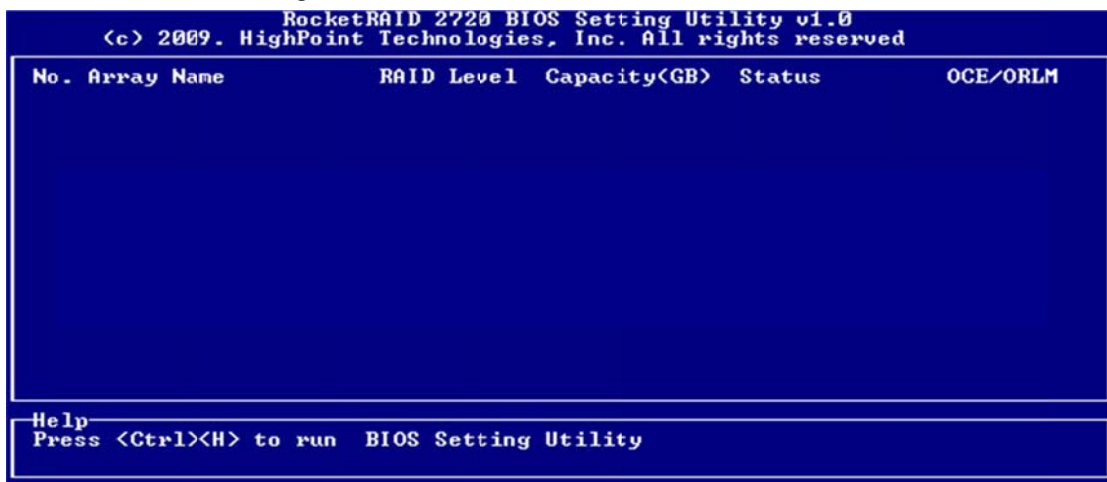 RocketRAID 2720 BIOS Setting Utility v1.0
(c) 2009. HighPoint Technologies, Inc. All rights reserved
No. Array Name RAID Level Capacity(GB) Status OCE/ORLM
Help
Press <Ctrl><H> to run BIOS Setting Utility